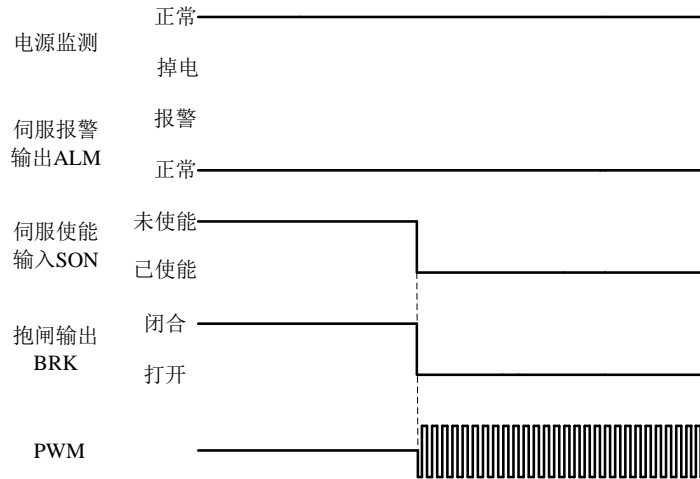 正常
电源监测
掉电
报警
伺服报警
输出ALM
正常
未使能
伺服使能
输入SON
已使能
闭合
抱闸输出
BRK
打开
PWM